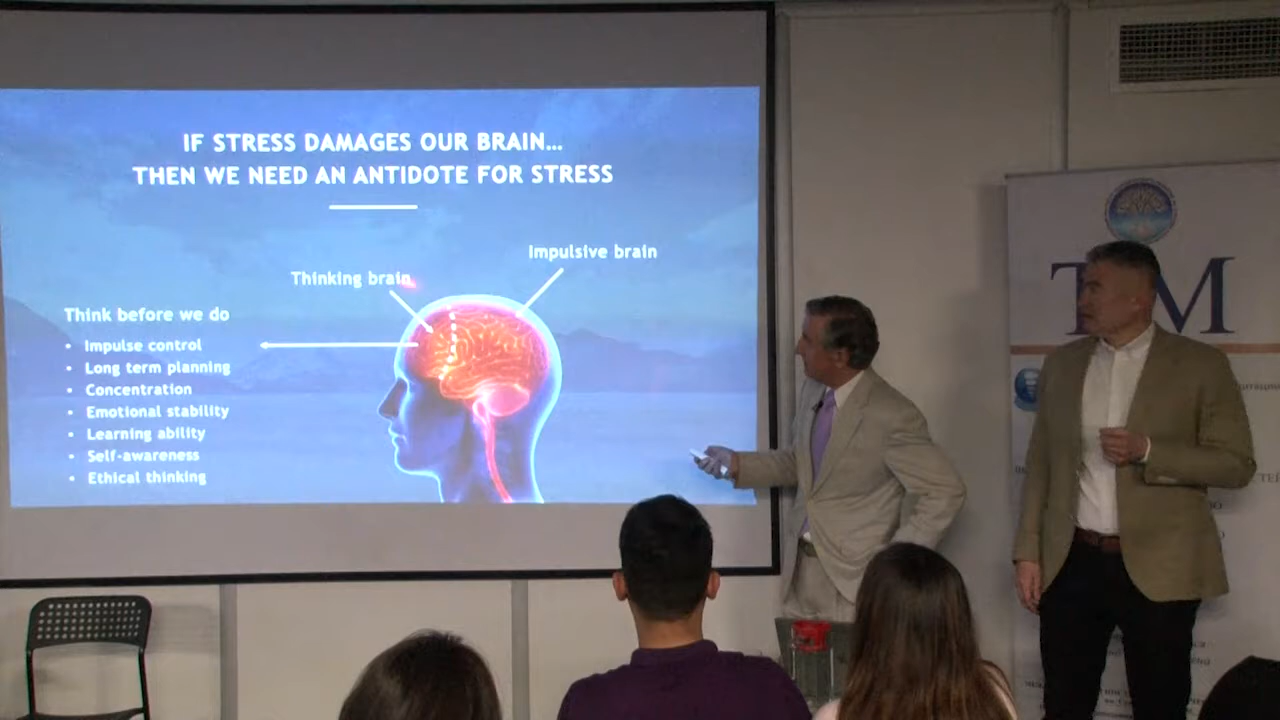 IF STRESS DAMAGES OUR BRAIN...
THEN WE NEED AN ANTIDOTE FOR STRESS
Impulsive brain
Thinking brain
Think before we do
• Impulse control
• Long term planning
• Concentration
• Emotional stability
• Learning ability
• Self-awareness
• Ethical thinking
TM